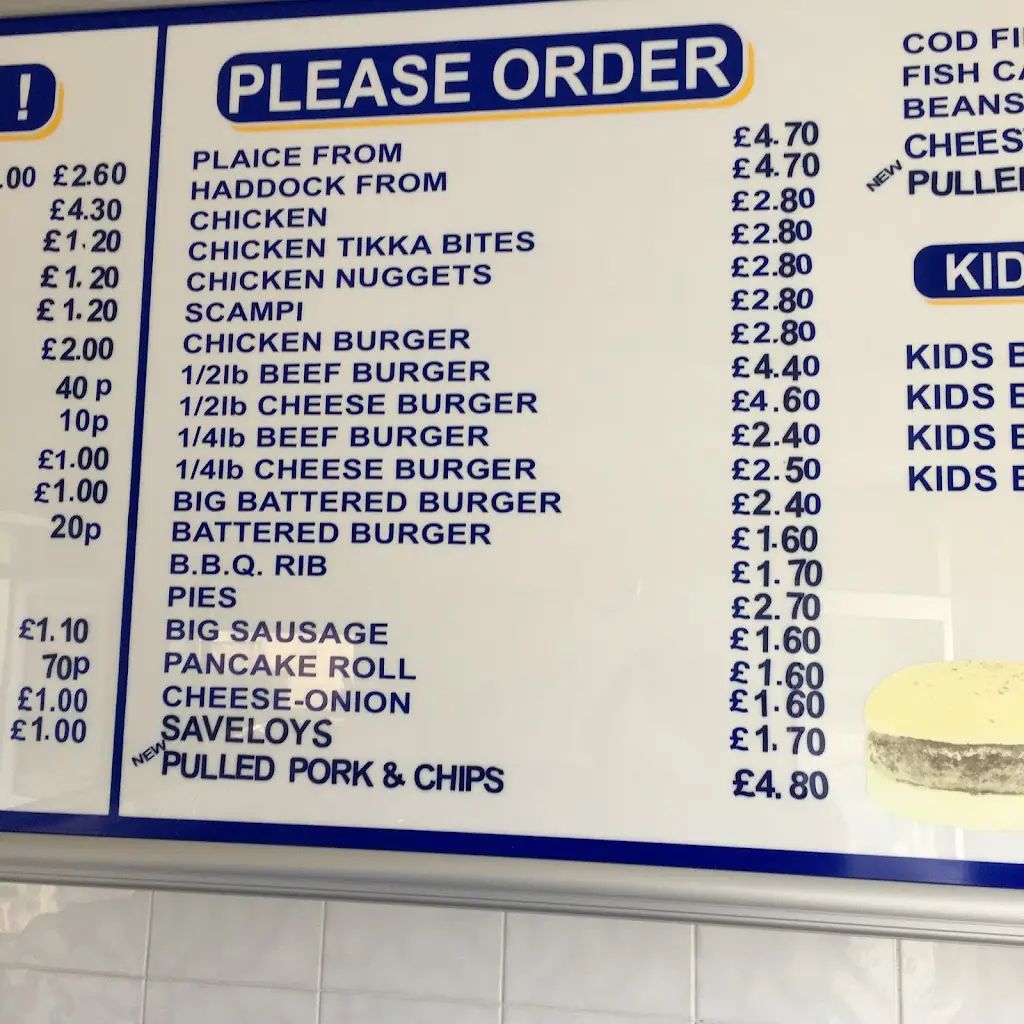 !
.00 £2.60
£4.30
£1.20
£1.20
£1.20
£2.00
40p
10p
£1.00
£1.00
20p
£1.10
70p
£1.00
£1.00
PLEASE ORDER
PLAICE FROM £4.70
HADDOCK FROM £4.70
CHICKEN £2.80
CHICKEN TIKKA BITES £2.80
CHICKEN NUGGETS £2.80
SCAMPI £2.80
CHICKEN BURGER £2.80
1/2lb BEEF BURGER £4.40
1/2lb CHEESE BURGER £4.60
1/4lb BEEF BURGER £2.40
1/4lb CHEESE BURGER £2.50
BIG BATTERED BURGER £2.40
BATTERED BURGER £1.60
B.B.Q. RIB £1.70
PIES £2.70
BIG SAUSAGE £1.60
PANCAKE ROLL £1.60
CHEESE-ONION £1.60
SAVELOYS £1.70
NEW PULLED PORK & CHIPS £4.80
COD FI
FISH CA
BEANS
CHEES
NEW PULLE
KID
KIDS B
KIDS B
KIDS B
KIDS B